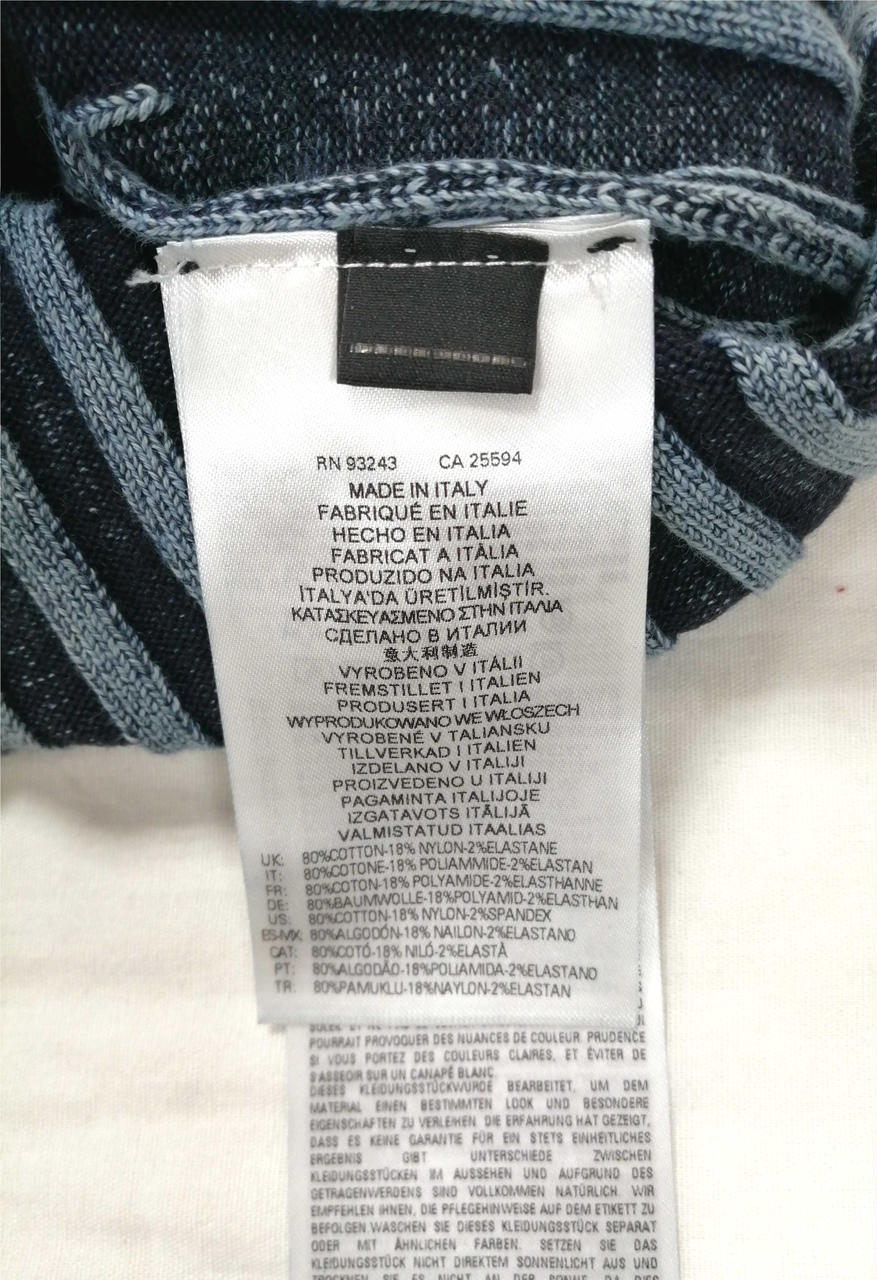 RN 93243 CA 25594
MADE IN ITALY
FABRIQUÉ EN ITALIE
HECHO EN ITALIA
FABRICAT A ITÀLIA
PRODUZIDO NA ITALIA
İTALYA'DA ÜRETİLMİŞTİR.
ΚΑΤΑΣΚΕΥΑΣΜΕΝΟ ΣΤΗΝ ΙΤΑΛΙΑ
СДЕЛАНО В ИТАЛИИ
意大利制造
VYROBENO V ITÁLII
FREMSTILLET I ITALIEN
PRODUSERT I ITALIA
WYPRODUKOWANO WE WŁOSZECH
VYROBENÉ V TALIANSKU
TILLVERKAD I ITALIEN
IZDELANO V ITALIJI
PROIZVEDENO U ITALIJI
PAGAMINTA ITALIJOJE
IZGATAVOTS ITĀLIJĀ
VALMISTATUD ITAALIAS
UK: 80%COTTON-18% NYLON-2%ELASTANE
IT: 80%COTONE-18% POLIAMMIDE-2%ELASTAN
FR: 80%COTON-18% POLYAMIDE-2%ELASTHANNE
DE: 80%BAUMWOLLE-18%POLYAMID-2%ELASTHAN
US: 80%COTTON-18% NYLON-2%SPANDEX
ES-MX: 80%ALGODÓN-18% NAILON-2%ELASTANO
CAT: 80%COTÓ-18% NILÓ-2%ELASTÀ
PT: 80%ALGODÃO-18%POLIAMIDA-2%ELASTANO
TR: 80%PAMUKLU-18%NAYLON-2%ELASTAN
POURRAIT PROVOQUER DES NUANCES DE COULEUR. PRUDENCE
SI VOUS PORTEZ DES COULEURS CLAIRES, ET ÉVITER DE
S'ASSEOIR SUR UN CANAPÉ BLANC.
DIESES KLEIDUNGSSTÜCKWURDE BEARBEITET, UM DEM
MATERIAL EINEN BESTIMMTEN LOOK UND BESONDERE
EIGENSCHAFTEN ZU VERLEIHEN. DIE ERFAHRUNG HAT GEZEIGT,
DASS ES KEINE GARANTIE FÜR EIN STETS EINHEITLICHES
ERGEBNIS GIBT. UNTERSCHIEDE ZWISCHEN
KLEIDUNGSSTÜCKEN IM AUSSEHEN UND AUFGRUND DES
GETRAGENWERDENS SIND VOLLKOMMEN NATÜRLICH. WIR
EMPFEHLEN IHNEN, DIE PFLEGEHINWEISE AUF DEM ETIKETT ZU
BEFOLGEN.WASCHEN SIE DIESES KLEIDUNGSSTÜCK SEPARAT
ODER MIT ÄHNLICHEN FARBEN. SETZEN SIE DAS
KLEIDUNGSSTÜCK NICHT DIREKTEM SONNENLICHT AUS UND
TROCKNEN SIE ES NICHT AN DER SONNE, DA DIES